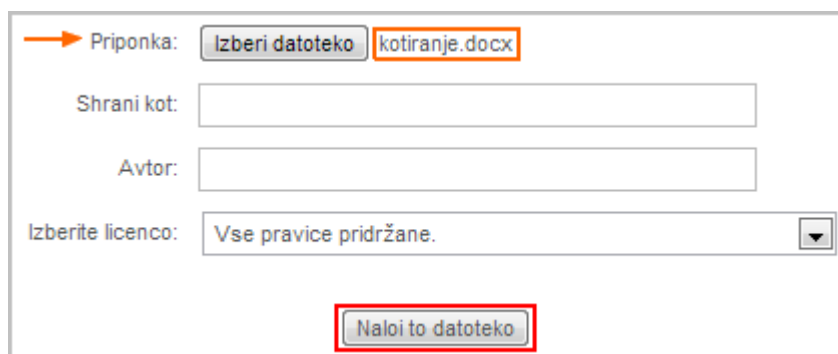 Priponka: Izberi datoteko kotiranje.docx
Shrani kot:
Avtor:
Izberite licenco: Vse pravice pridržane.
Naloi to datoteko